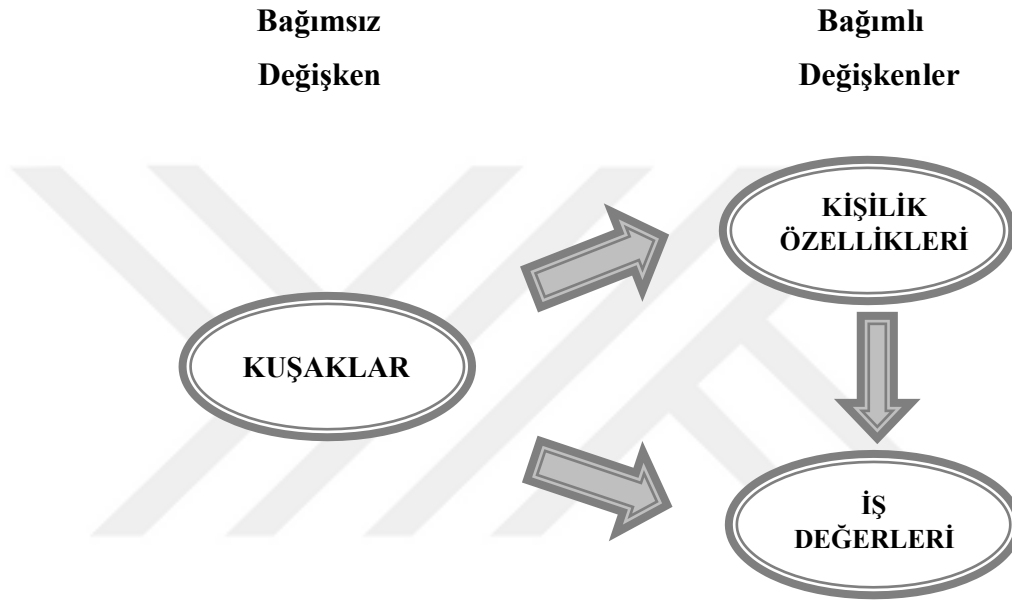 Bağımsız
Değişken
Bağımlı
Değişkenler
KİŞİLİK
ÖZELLİKLERİ
KUŞAKLAR
İŞ
DEĞERLERİ